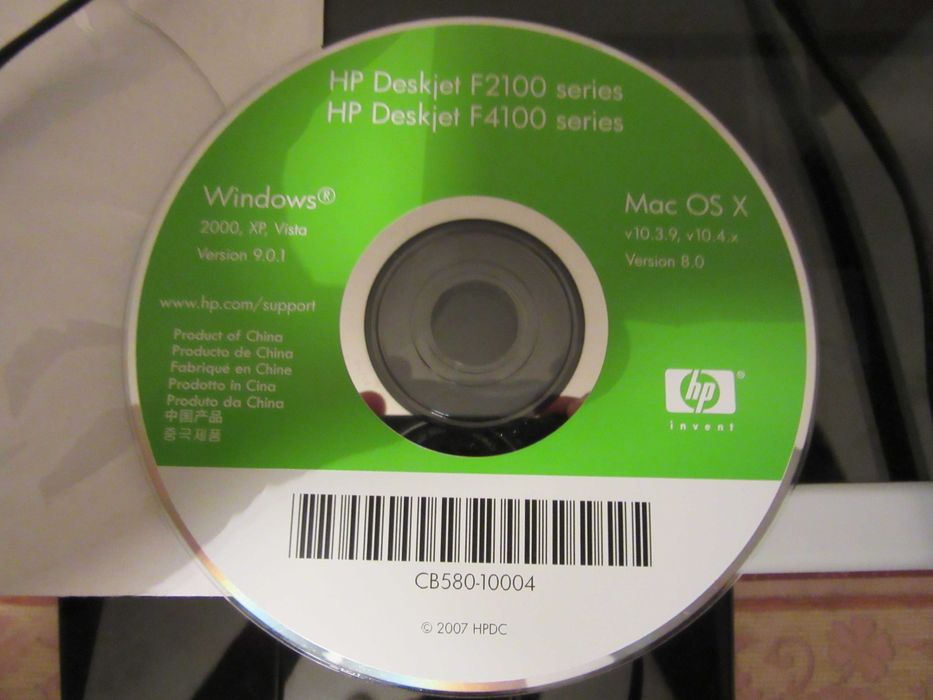 HP Deskjet F2100 series
HP Deskjet F4100 series
Windows®
2000, XP, Vista
Version 9.0.1
Mac OS X
v10.3.9, v10.4.x
Version 8.0
www.hp.com/support
Product of China
Producto de China
Fabriqué en Chine
Prodotto in Cina
Produto da China
中国产品
중국제품
hp®
invent
CB580-10004
© 2007 HPDC